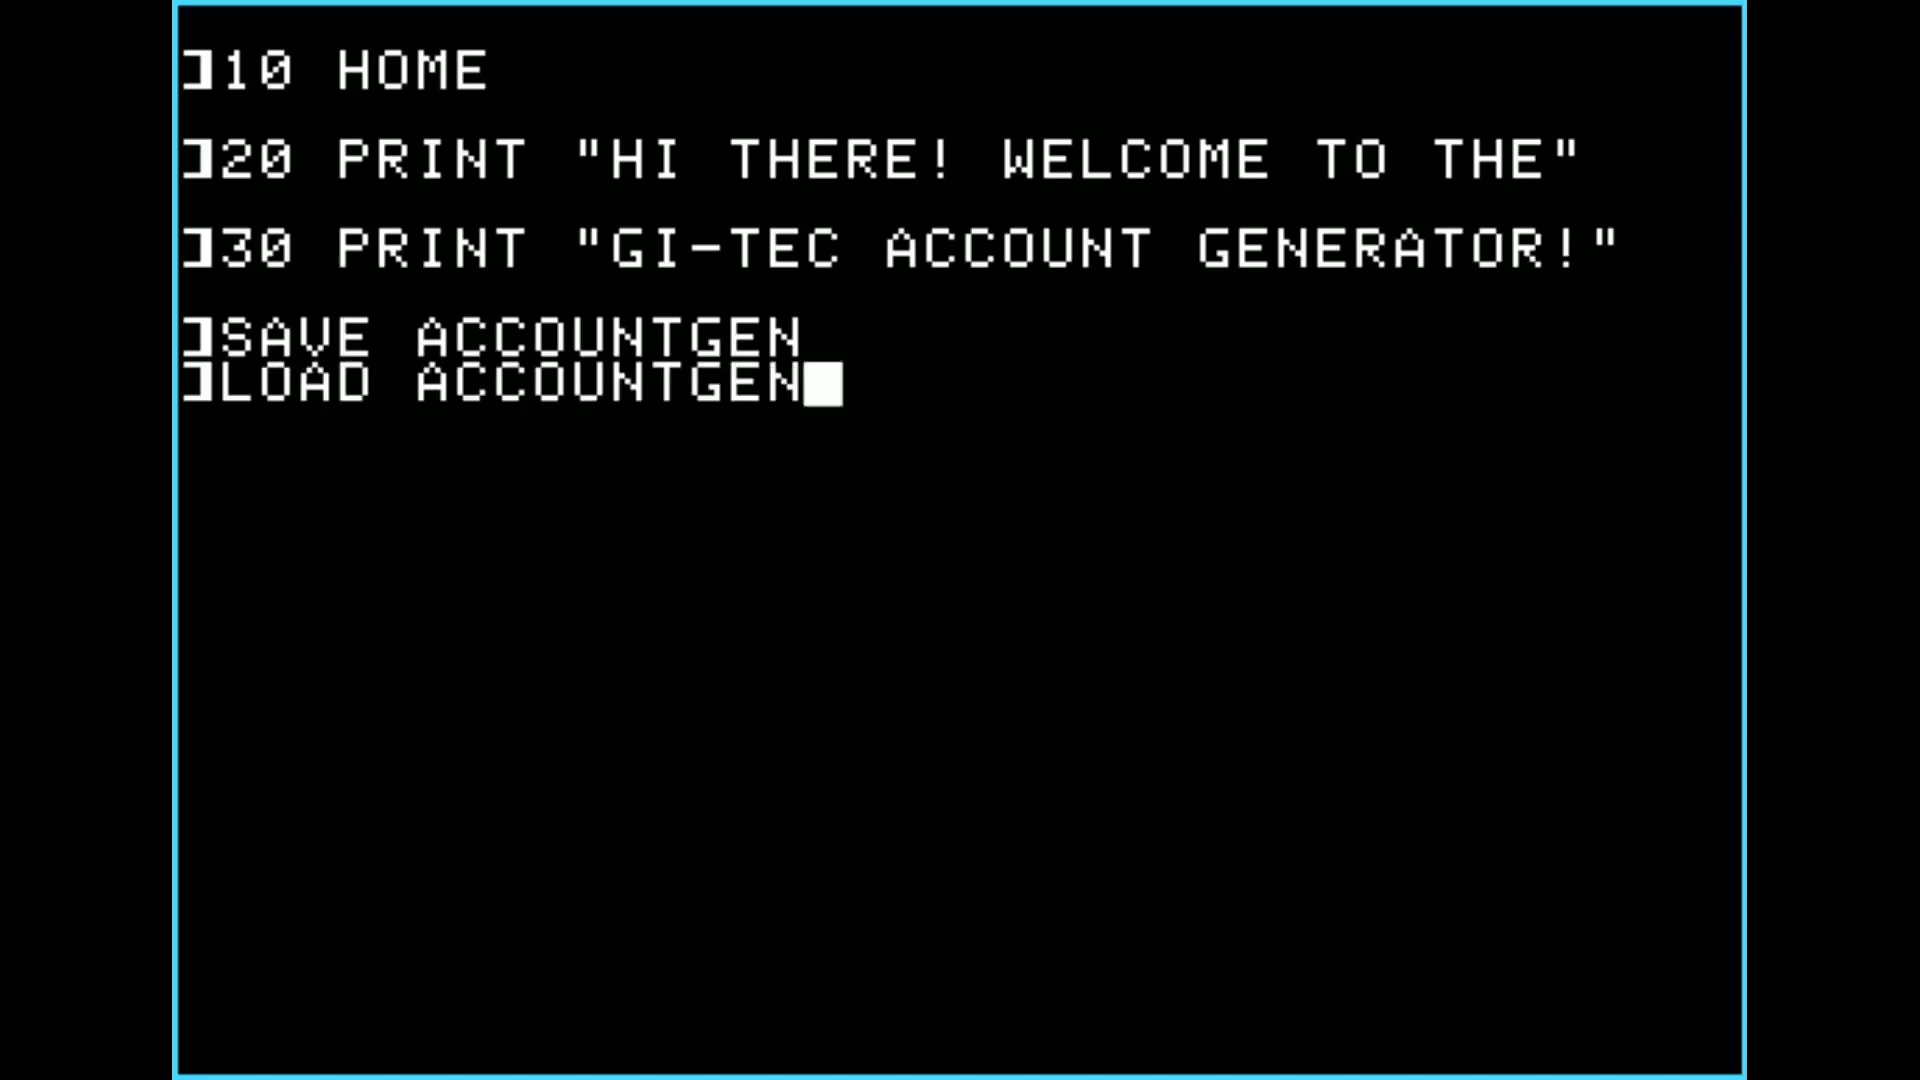 ]10 HOME
]20 PRINT "HI THERE! WELCOME TO THE"
]30 PRINT "GI-TEC ACCOUNT GENERATOR!"
]SAVE ACCOUNTGEN
]LOAD ACCOUNTGEN